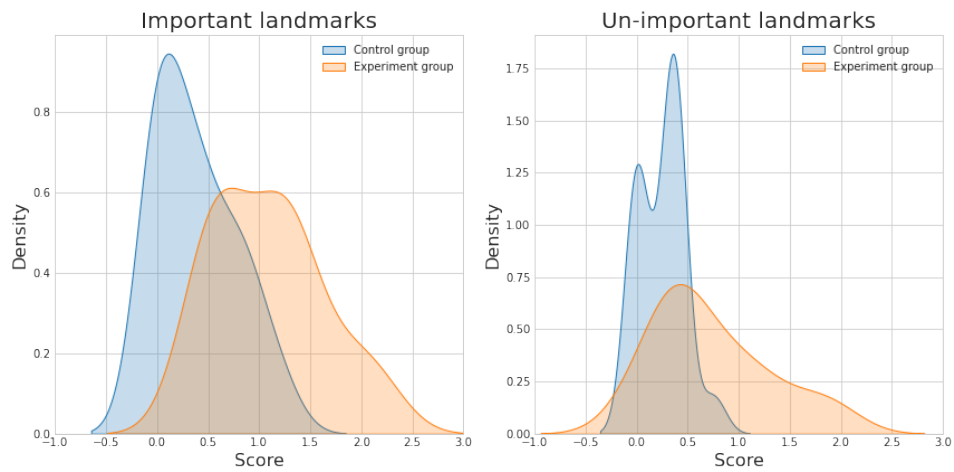 Important landmarks
Control group
Experiment group
0.8
0.6
0.4
0.2
0.0
Density
−1.0 −0.5 0.0 0.5 1.0 1.5 2.0 2.5 3.0
Score
Un-important landmarks
Control group
Experiment group
1.75
1.50
1.25
1.00
0.75
0.50
0.25
0.00
Density
−1.0 −0.5 0.0 0.5 1.0 1.5 2.0 2.5 3.0
Score